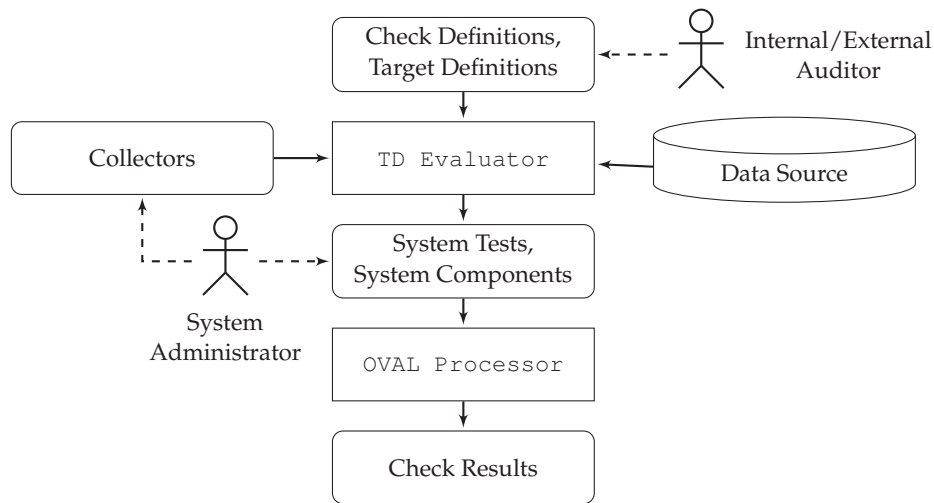 Check Definitions,
Target Definitions
Internal/External
Auditor
Collectors
TD Evaluator
Data Source
System Tests,
System Components
System
Administrator
OVAL Processor
Check Results